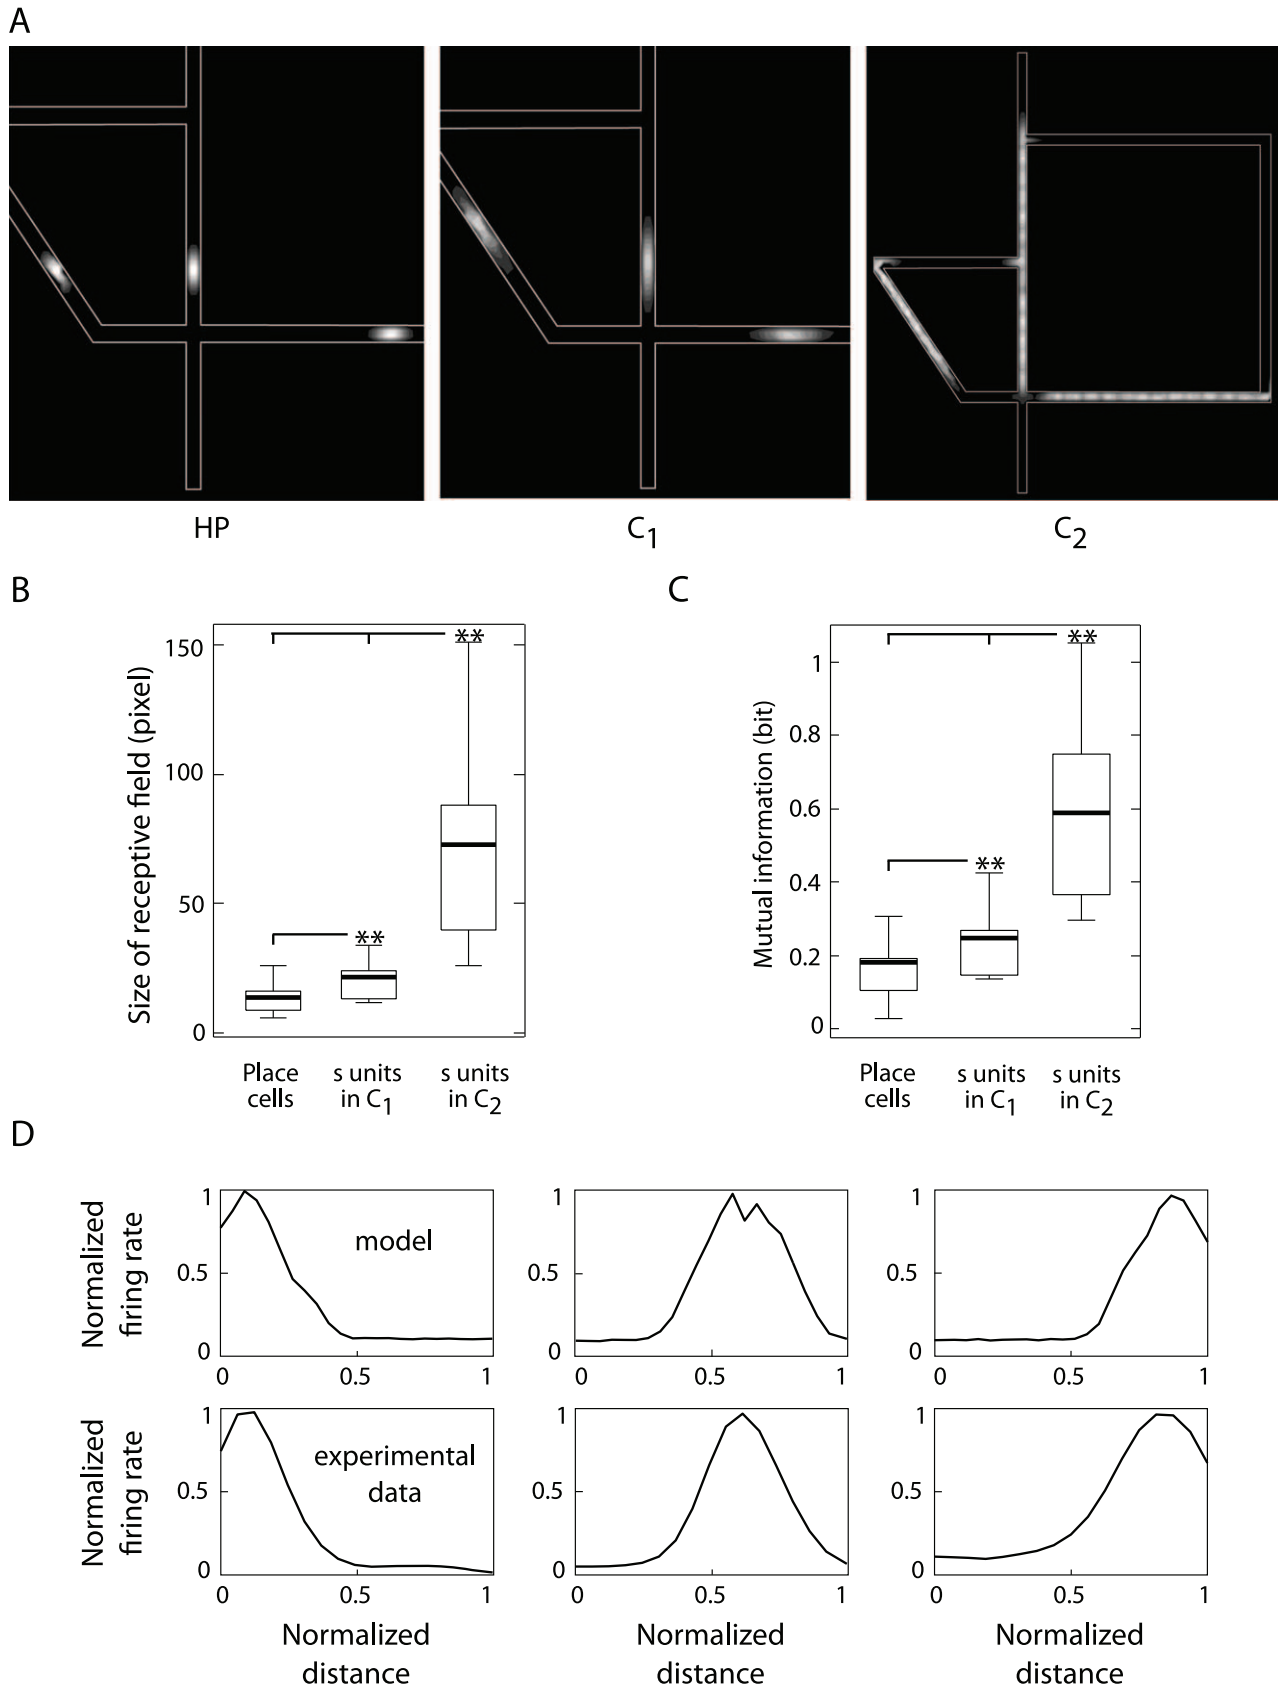 A
HP
C1
C2
B
C
Size of receptive field (pixel)
150
100
50
0
**
**
Place cells
s units in C1
s units in C2
Mutual information (bit)
1
0.8
0.6
0.4
0.2
0
**
**
Place cells
s units in C1
s units in C2
D
Normalized firing rate
1
0.5
0
model
0
0.5
1
1
0.5
0
0
0.5
1
1
0.5
0
0
0.5
1
Normalized firing rate
1
0.5
0
experimental data
0
0.5
1
1
0.5
0
0
0.5
1
1
0.5
0
0
0.5
1
Normalized distance
Normalized distance
Normalized distance